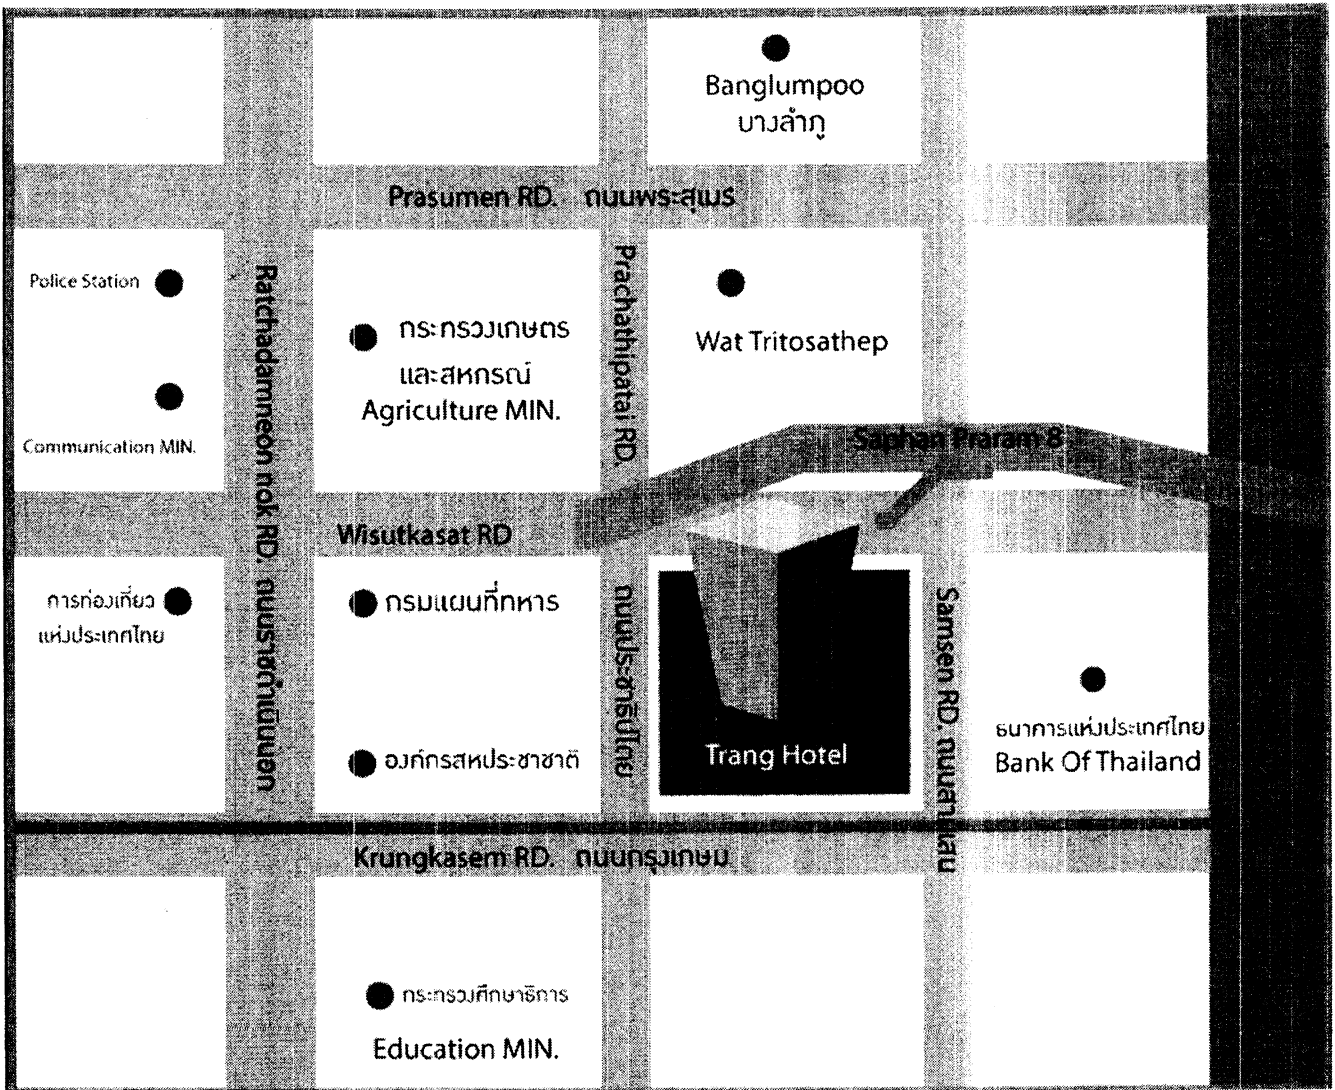 Banglumpoo
บางลำภู
Prasumen RD. ถนนพระสุเมร
Police Station
Communication MIN.
Ratchadamneon nok RD. ถนนราชดำเนินนอก
กระทรวงเกษตร
และสหกรณ์
Agriculture MIN.
Prachathipatai RD.
ถนนประชาธิปไตย
Wat Tritosathep
Saphan Praram 8
Wisutkasat RD
การท่องเที่ยว
แห่งประเทศไทย
กรมแผนที่ทหาร
องค์กรสหประชาชาติ
Trang Hotel
Samsen RD. ถนนสามเสน
ธนาการแห่งประเทศไทย
Bank Of Thailand
Krungkasem RD. ถนนกรุงเกษม
กระทรวงศึกษาธิการ
Education MIN.